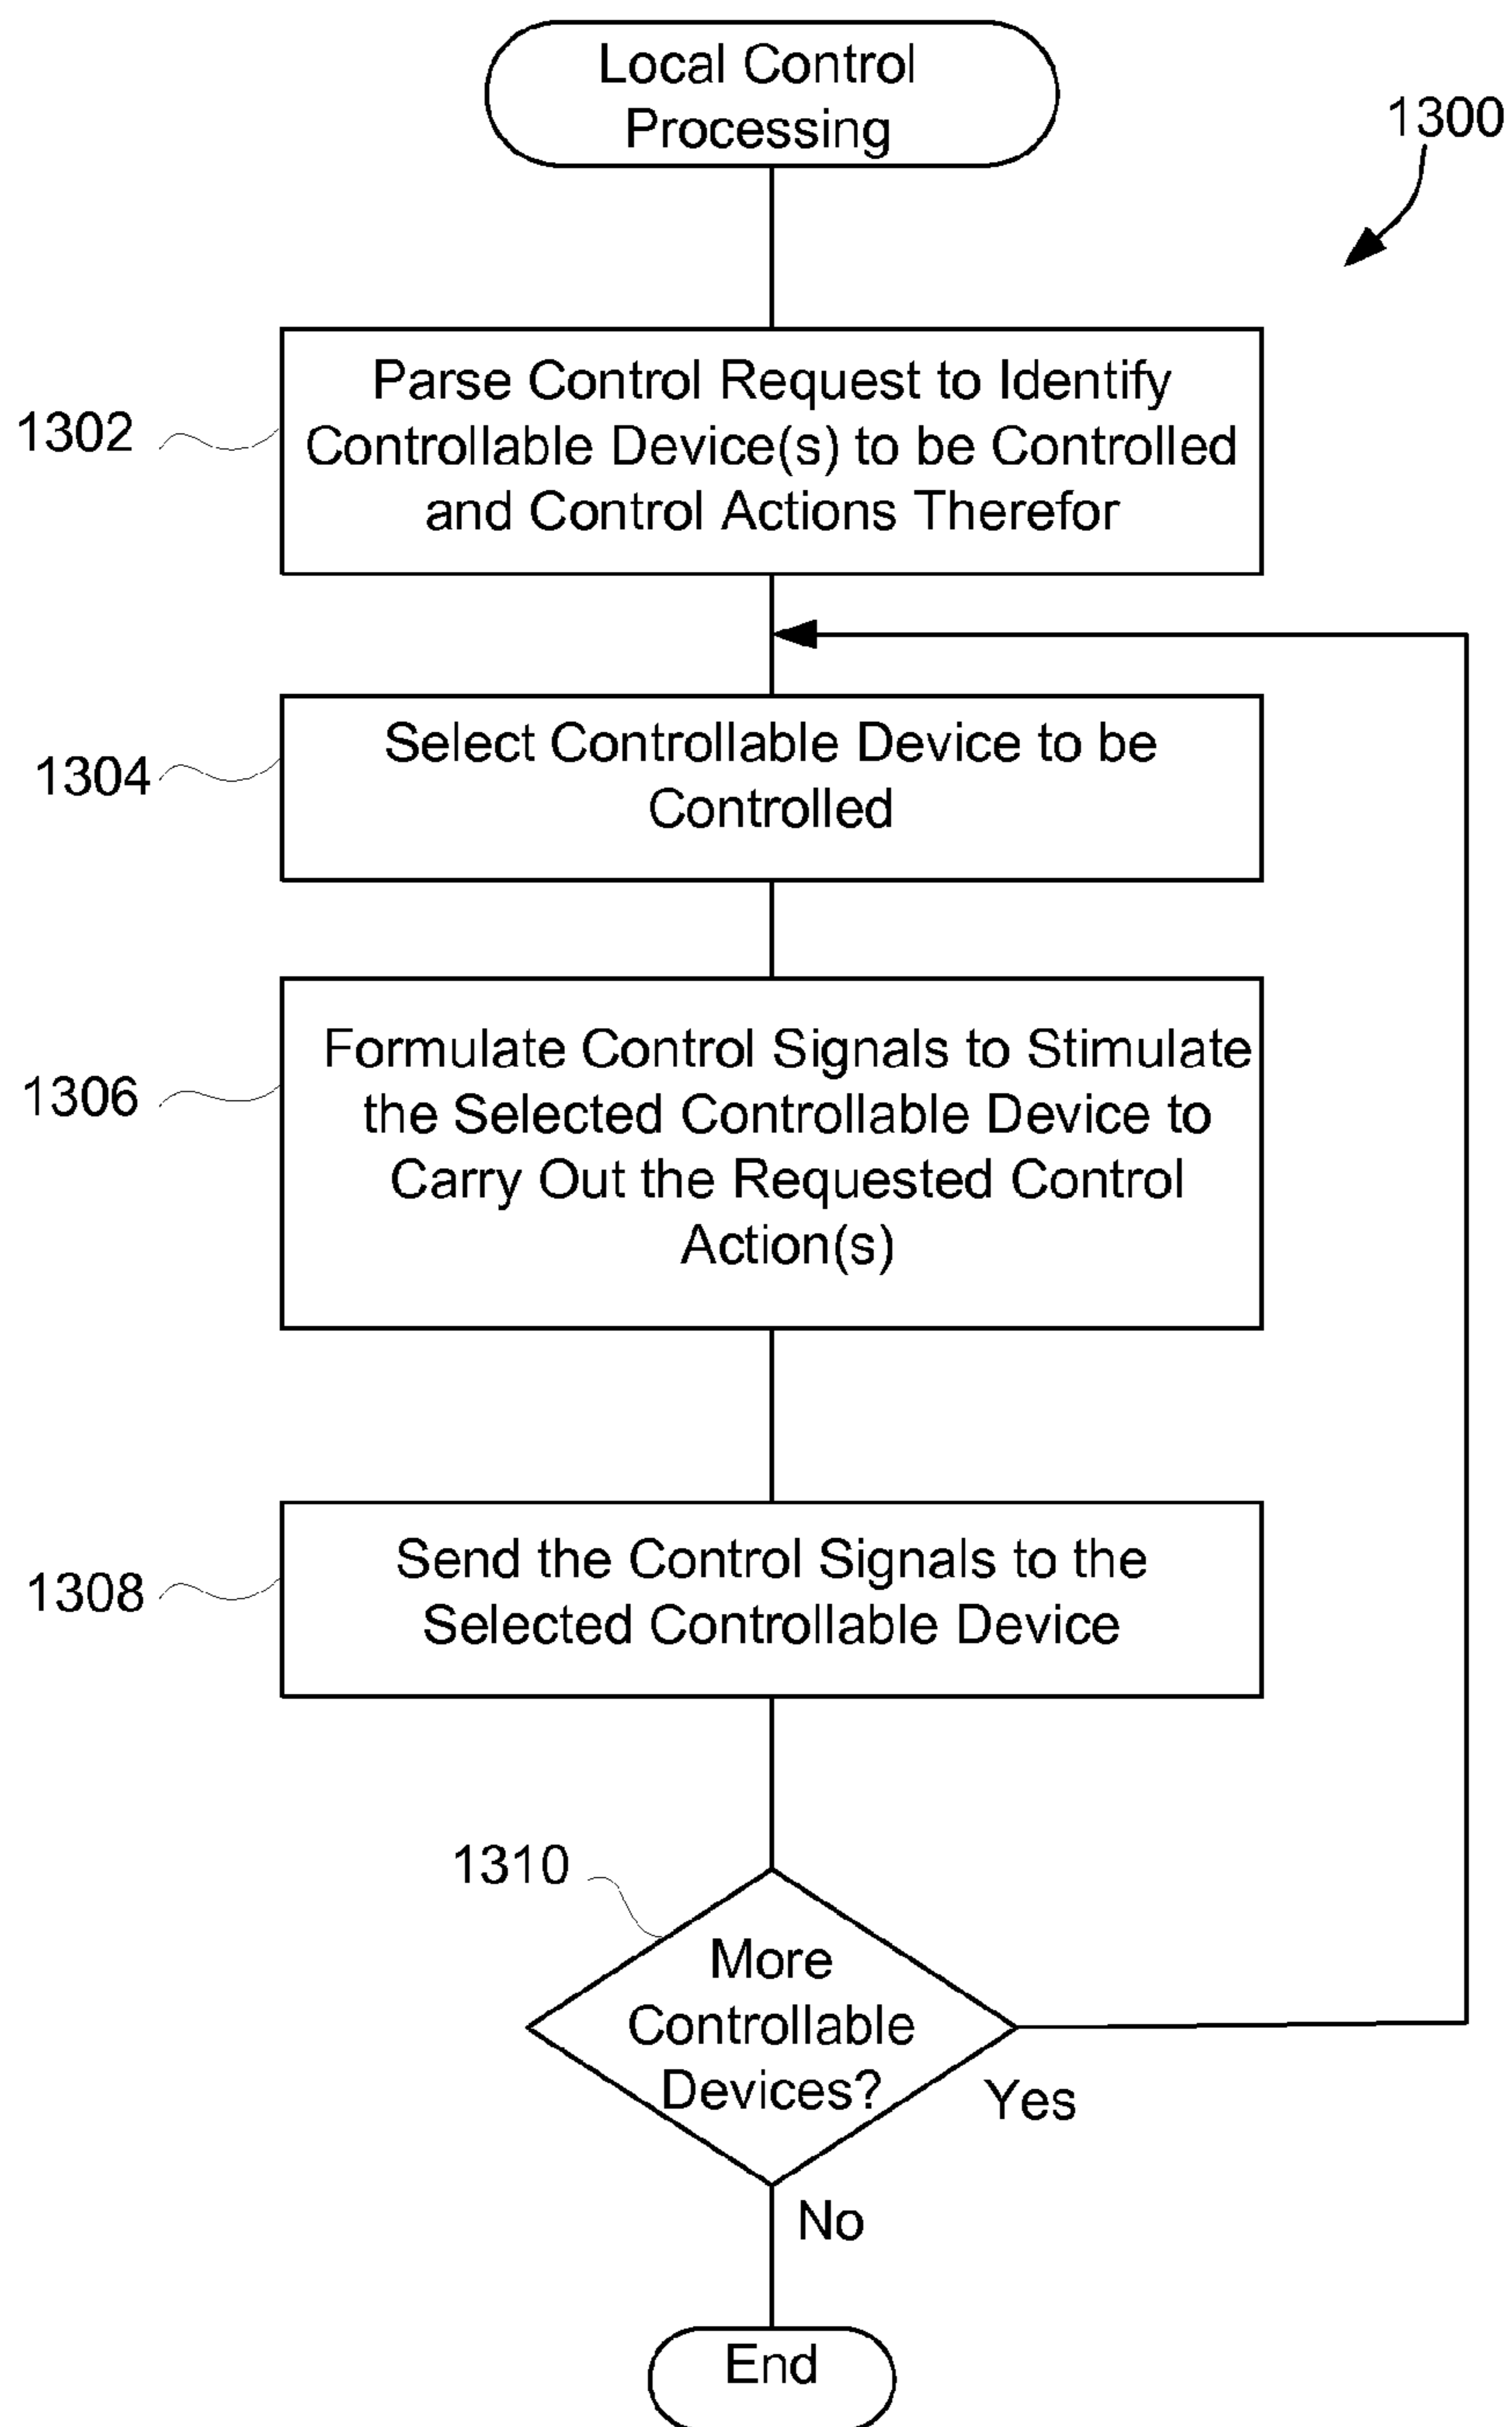 Local Control
Processing
1300
Parse Control Request to Identify
Controllable Device(s) to be Controlled
and Control Actions Therefor
1302
Select Controllable Device to be
Controlled
1304
Formulate Control Signals to Stimulate
the Selected Controllable Device to
Carry Out the Requested Control
Action(s)
1306
Send the Control Signals to the
Selected Controllable Device
1308
1310
More
Controllable
Devices?
Yes
No
End